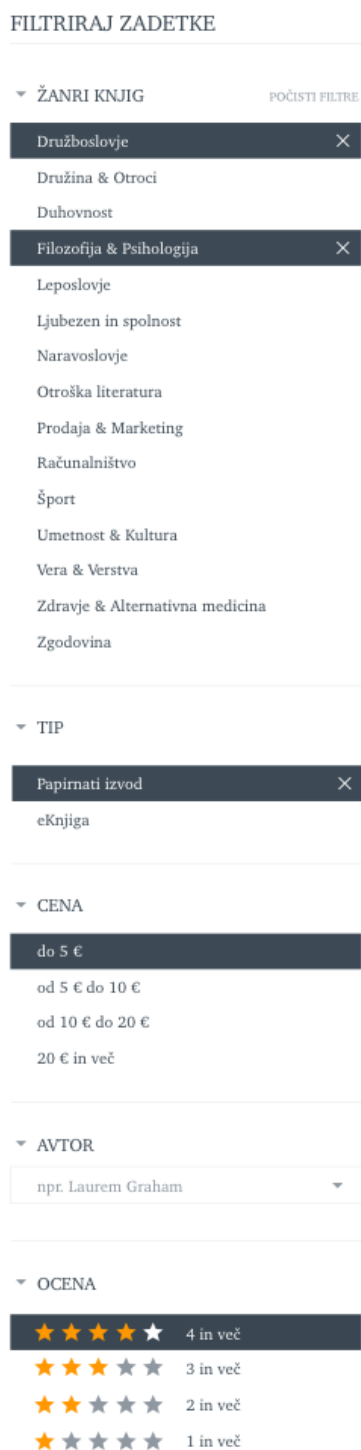 FILTRIRAJ ZADETKE
ŽANRI KNJIG POČISTI FILTRE
Družboslovje
Družina & Otroci
Duhovnost
Filozofija & Psihologija
Leposlovje
Ljubezen in spolnost
Naravoslovje
Otroška literatura
Prodaja & Marketing
Računalništvo
Šport
Umetnost & Kultura
Vera & Verstva
Zdravje & Alternativna medicina
Zgodovina
TIP
Papirnati izvod
eKnjiga
CENA
do 5 €
od 5 € do 10 €
od 10 € do 20 €
20 € in več
AVTOR
npr. Laurem Graham
OCENA
4 in več
3 in več
2 in več
1 in več